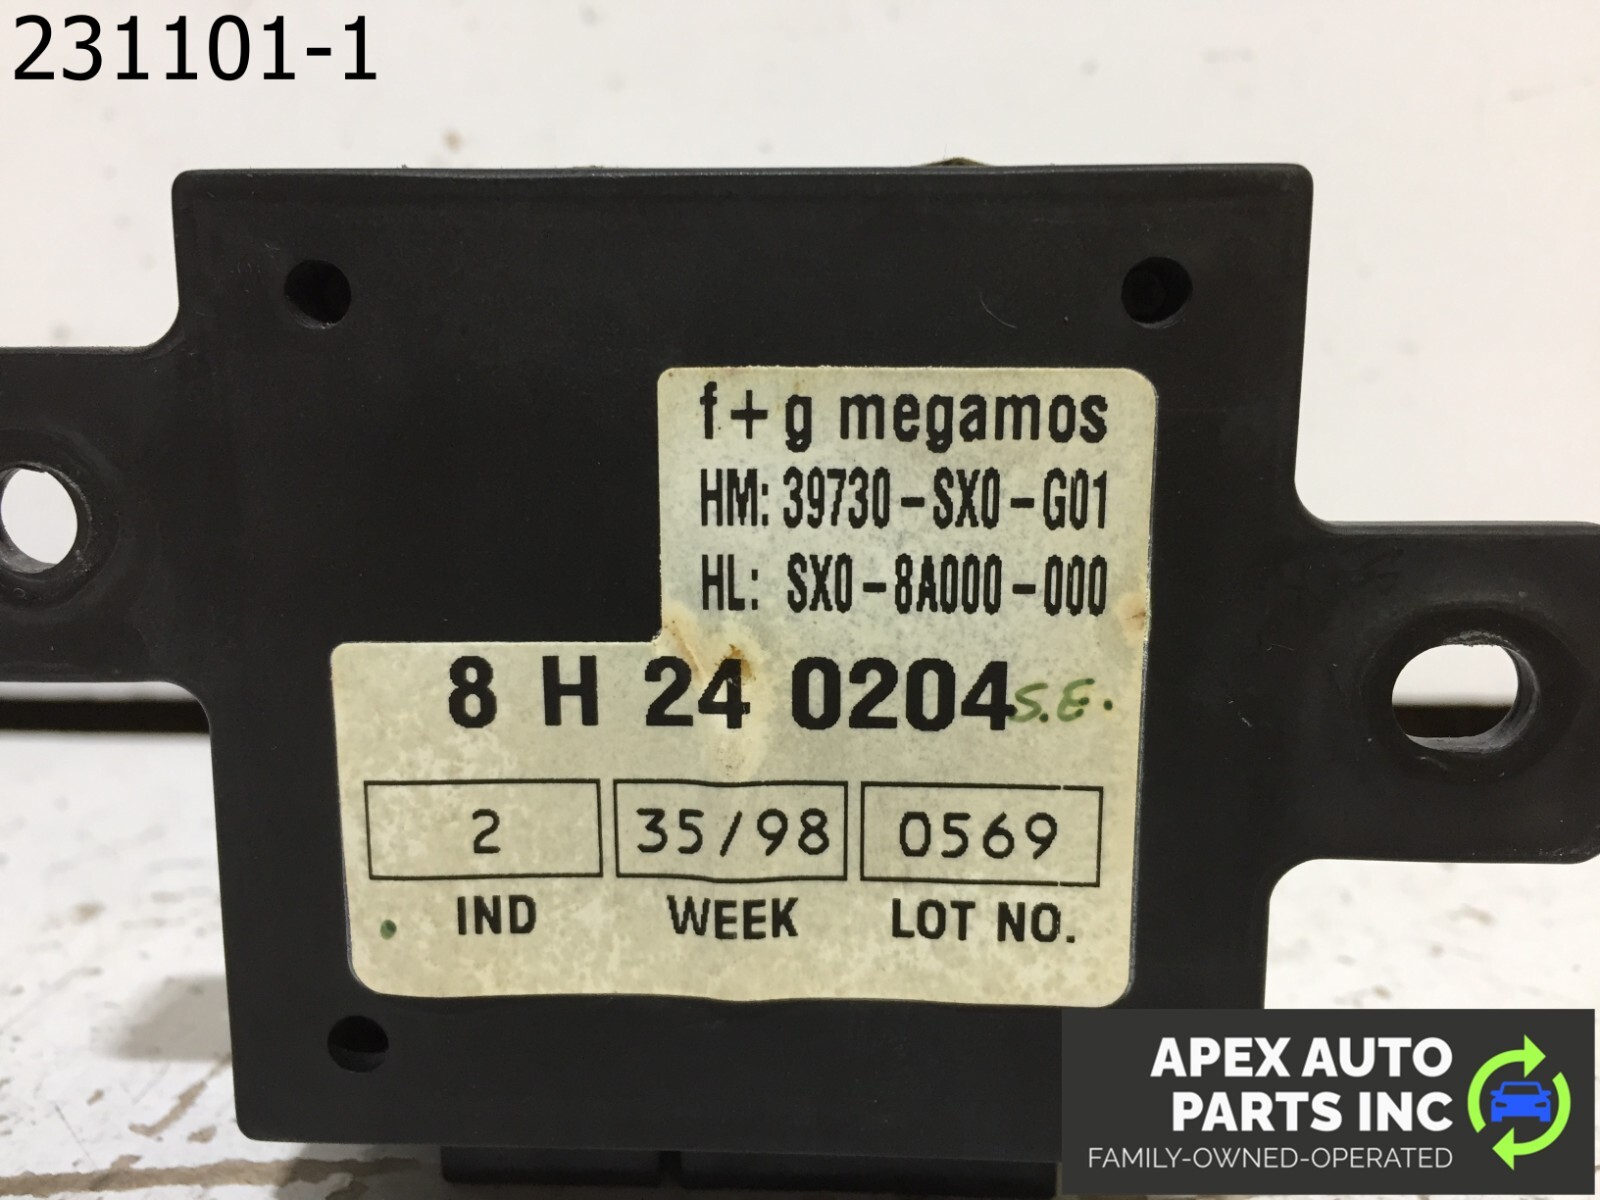 231101-1
f+g megamos
HM: 39730-SX0-G01
HL: SX0-8A000-000
8 H 24 0204 S.E.
2 35/98 0569
IND WEEK LOT NO.
APEX AUTO
PARTS INC
FAMILY-OWNED-OPERATED